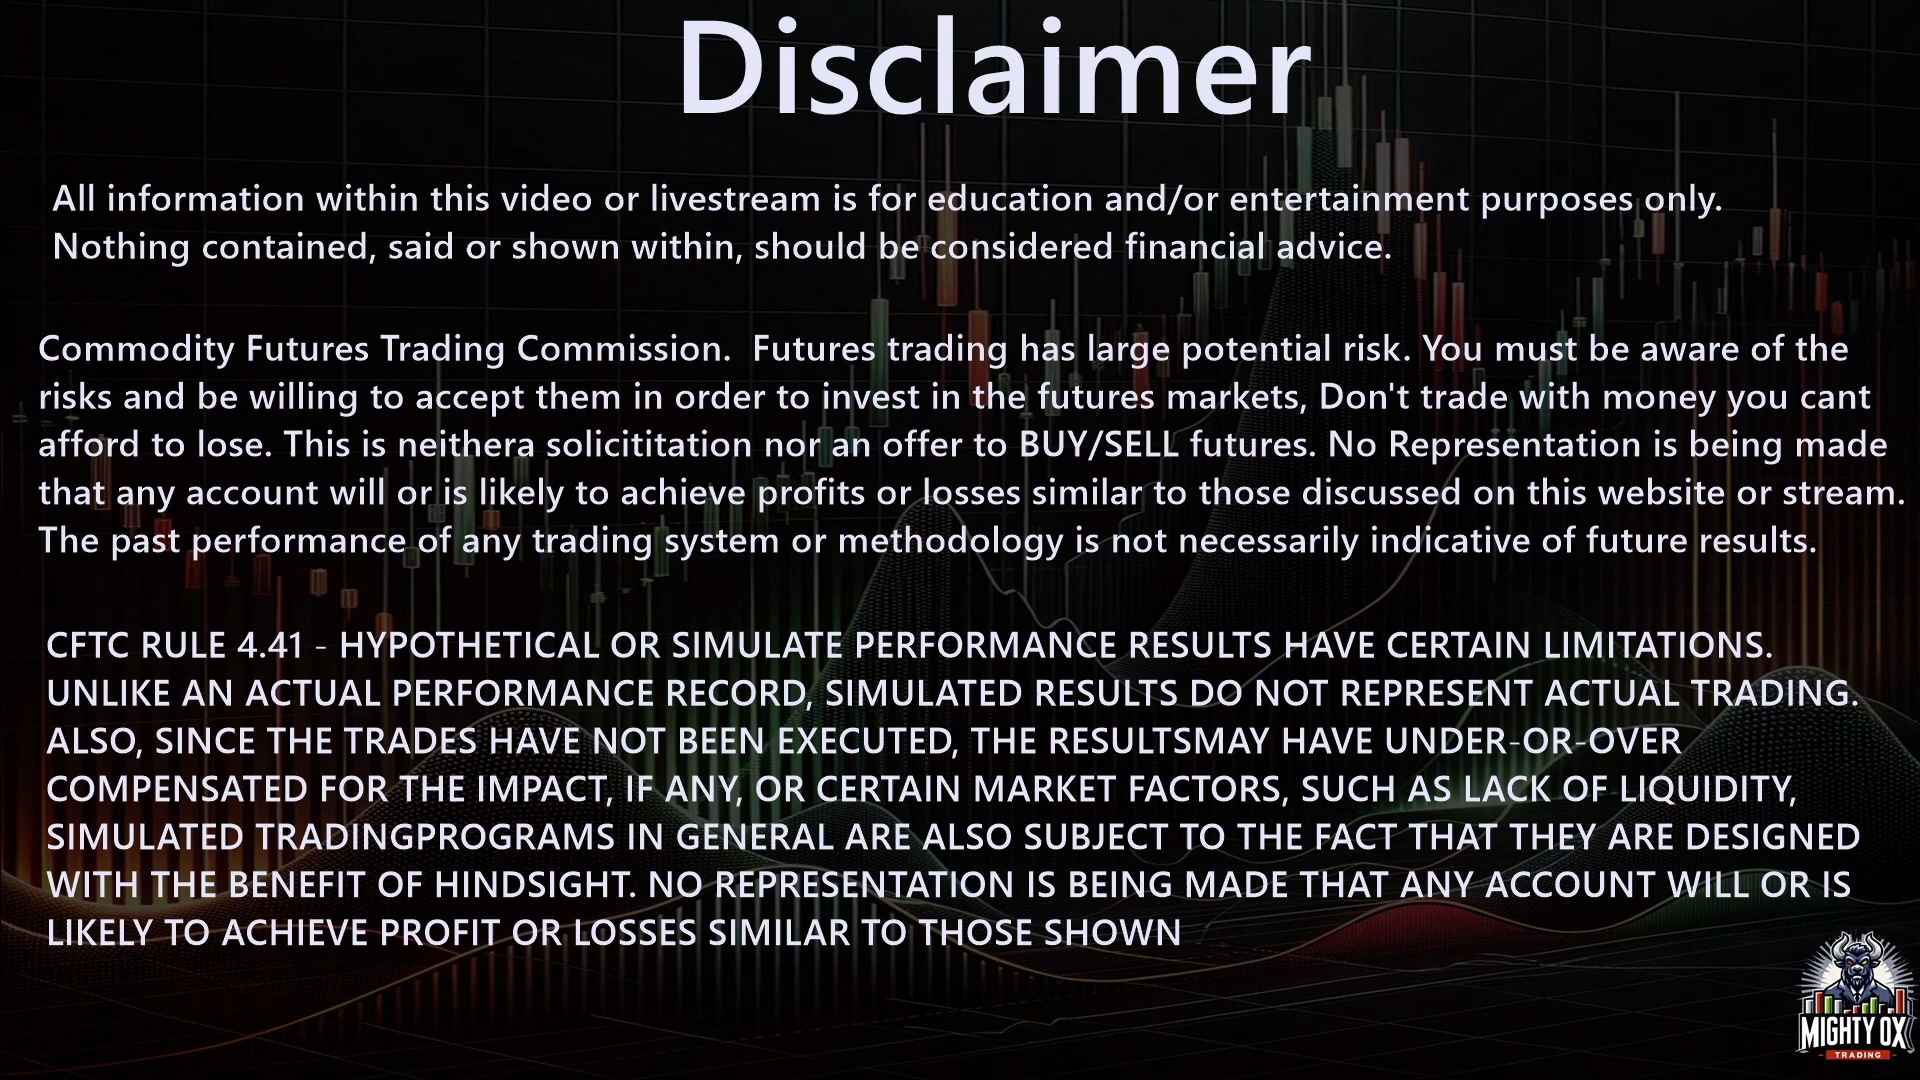 Disclaimer
All information within this video or livestream is for education and/or entertainment purposes only.
Nothing contained, said or shown within, should be considered financial advice.
Commodity Futures Trading Commission.  Futures trading has large potential risk. You must be aware of the
risks and be willing to accept them in order to invest in the futures markets, Don't trade with money you cant
afford to lose. This is neithera solicititation nor an offer to BUY/SELL futures. No Representation is being made
that any account will or is likely to achieve profits or losses similar to those discussed on this website or stream.
The past performance of any trading system or methodology is not necessarily indicative of future results.
CFTC RULE 4.41 - HYPOTHETICAL OR SIMULATE PERFORMANCE RESULTS HAVE CERTAIN LIMITATIONS.
UNLIKE AN ACTUAL PERFORMANCE RECORD, SIMULATED RESULTS DO NOT REPRESENT ACTUAL TRADING.
ALSO, SINCE THE TRADES HAVE NOT BEEN EXECUTED, THE RESULTSMAY HAVE UNDER-OR-OVER
COMPENSATED FOR THE IMPACT, IF ANY, OR CERTAIN MARKET FACTORS, SUCH AS LACK OF LIQUIDITY,
SIMULATED TRADINGPROGRAMS IN GENERAL ARE ALSO SUBJECT TO THE FACT THAT THEY ARE DESIGNED
WITH THE BENEFIT OF HINDSIGHT. NO REPRESENTATION IS BEING MADE THAT ANY ACCOUNT WILL OR IS
LIKELY TO ACHIEVE PROFIT OR LOSSES SIMILAR TO THOSE SHOWN
MIGHTY OX
TRADING